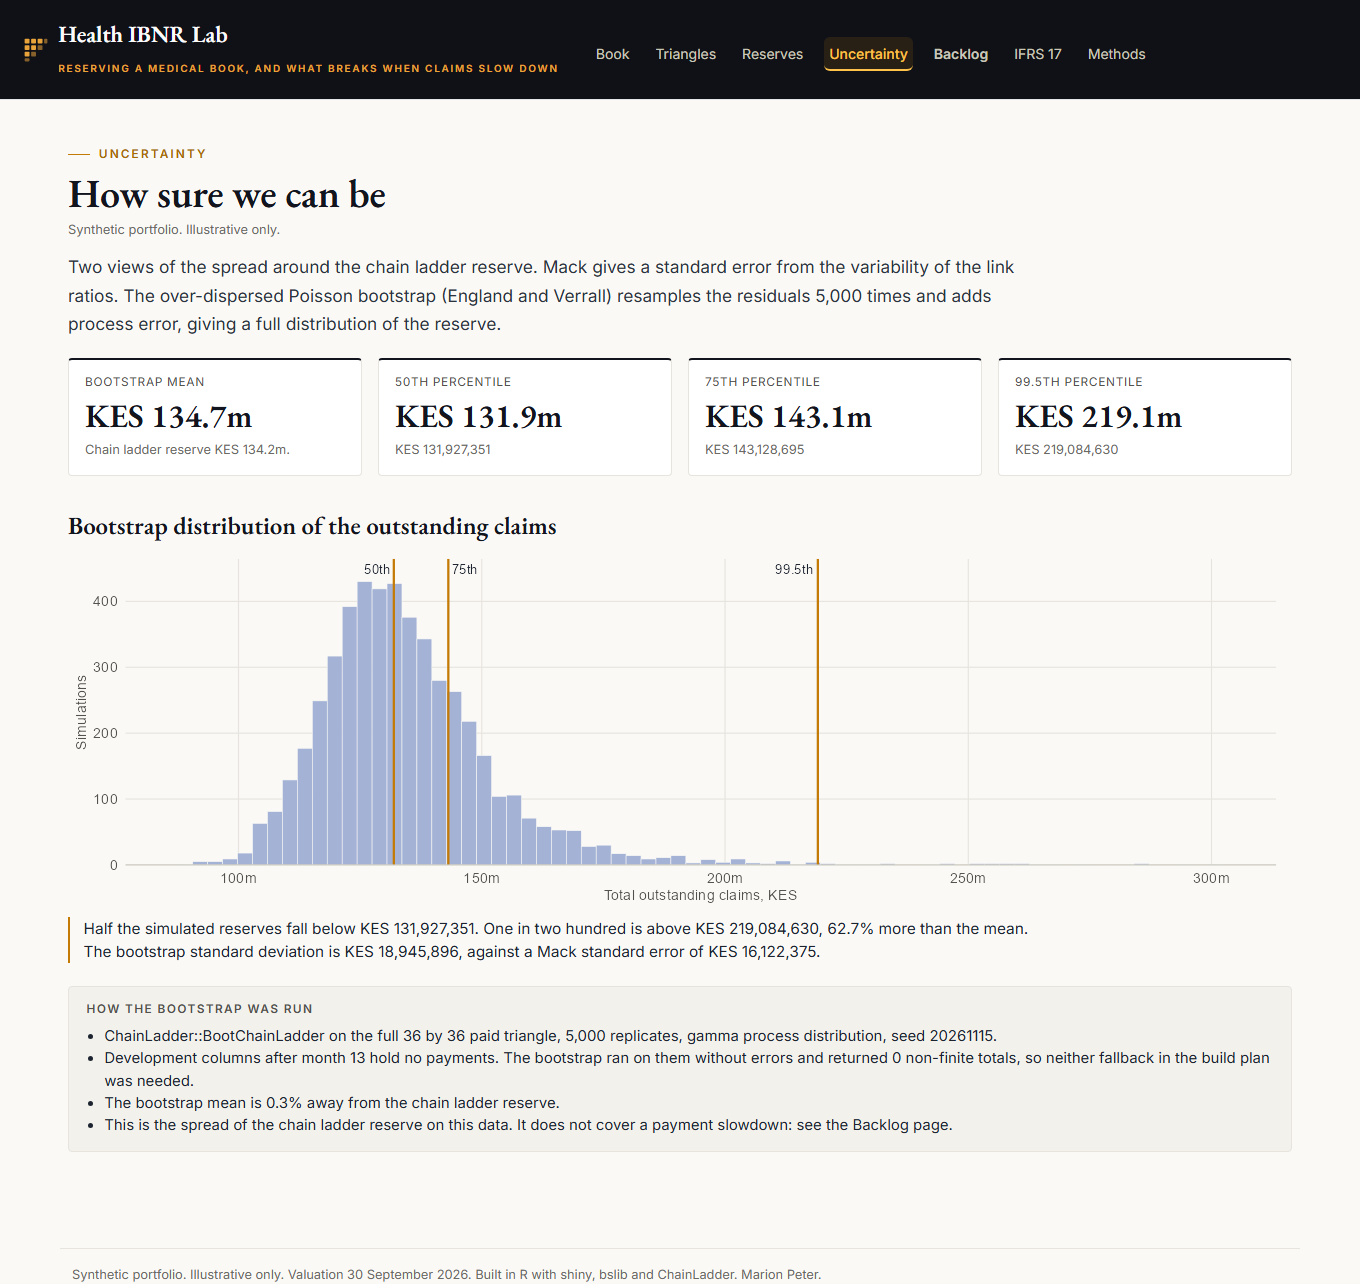 Health IBNR Lab
RESERVING A MEDICAL BOOK, AND WHAT BREAKS WHEN CLAIMS SLOW DOWN
Book Triangles Reserves Uncertainty Backlog IFRS 17 Methods
UNCERTAINTY
How sure we can be
Synthetic portfolio. Illustrative only.
Two views of the spread around the chain ladder reserve. Mack gives a standard error from the variability of the link
ratios. The over-dispersed Poisson bootstrap (England and Verrall) resamples the residuals 5,000 times and adds
process error, giving a full distribution of the reserve.
BOOTSTRAP MEAN
KES 134.7m
Chain ladder reserve KES 134.2m.
50TH PERCENTILE
KES 131.9m
KES 131,927,351
75TH PERCENTILE
KES 143.1m
KES 143,128,695
99.5TH PERCENTILE
KES 219.1m
KES 219,084,630
Bootstrap distribution of the outstanding claims
50th 75th 99.5th
400
300
200
100
0
Simulations
100m 150m 200m 250m 300m
Total outstanding claims, KES
Half the simulated reserves fall below KES 131,927,351. One in two hundred is above KES 219,084,630, 62.7% more than the mean.
The bootstrap standard deviation is KES 18,945,896, against a Mack standard error of KES 16,122,375.
HOW THE BOOTSTRAP WAS RUN
• ChainLadder::BootChainLadder on the full 36 by 36 paid triangle, 5,000 replicates, gamma process distribution, seed 20261115.
• Development columns after month 13 hold no payments. The bootstrap ran on them without errors and returned 0 non-finite totals, so neither fallback in the build plan
was needed.
• The bootstrap mean is 0.3% away from the chain ladder reserve.
• This is the spread of the chain ladder reserve on this data. It does not cover a payment slowdown: see the Backlog page.
Synthetic portfolio. Illustrative only. Valuation 30 September 2026. Built in R with shiny, bslib and ChainLadder. Marion Peter.